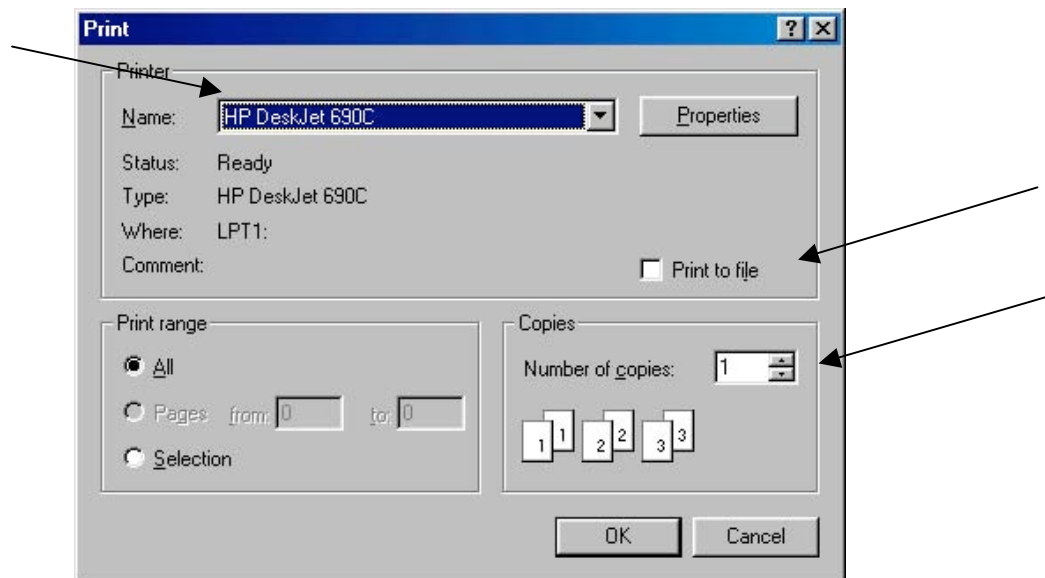 Print
Printer
Name: HP DeskJet 690C Properties
Status: Ready
Type: HP DeskJet 690C
Where: LPT1:
Comment: Print to file
Print range
All
Pages from: 0 to: 0
Selection
Copies
Number of copies: 1
1 1 2 2 3 3
OK Cancel